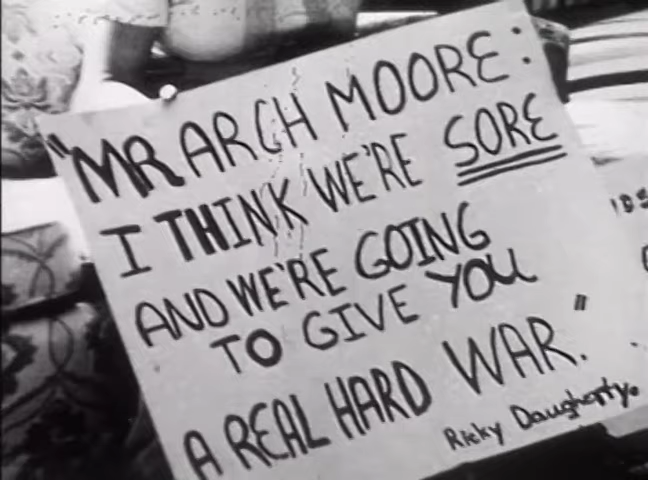 "MR ARCH MOORE:
I THINK WE'RE SORE
AND WE'RE GOING
TO GIVE YOU
A REAL HARD WAR."
Ricky Daugherty.